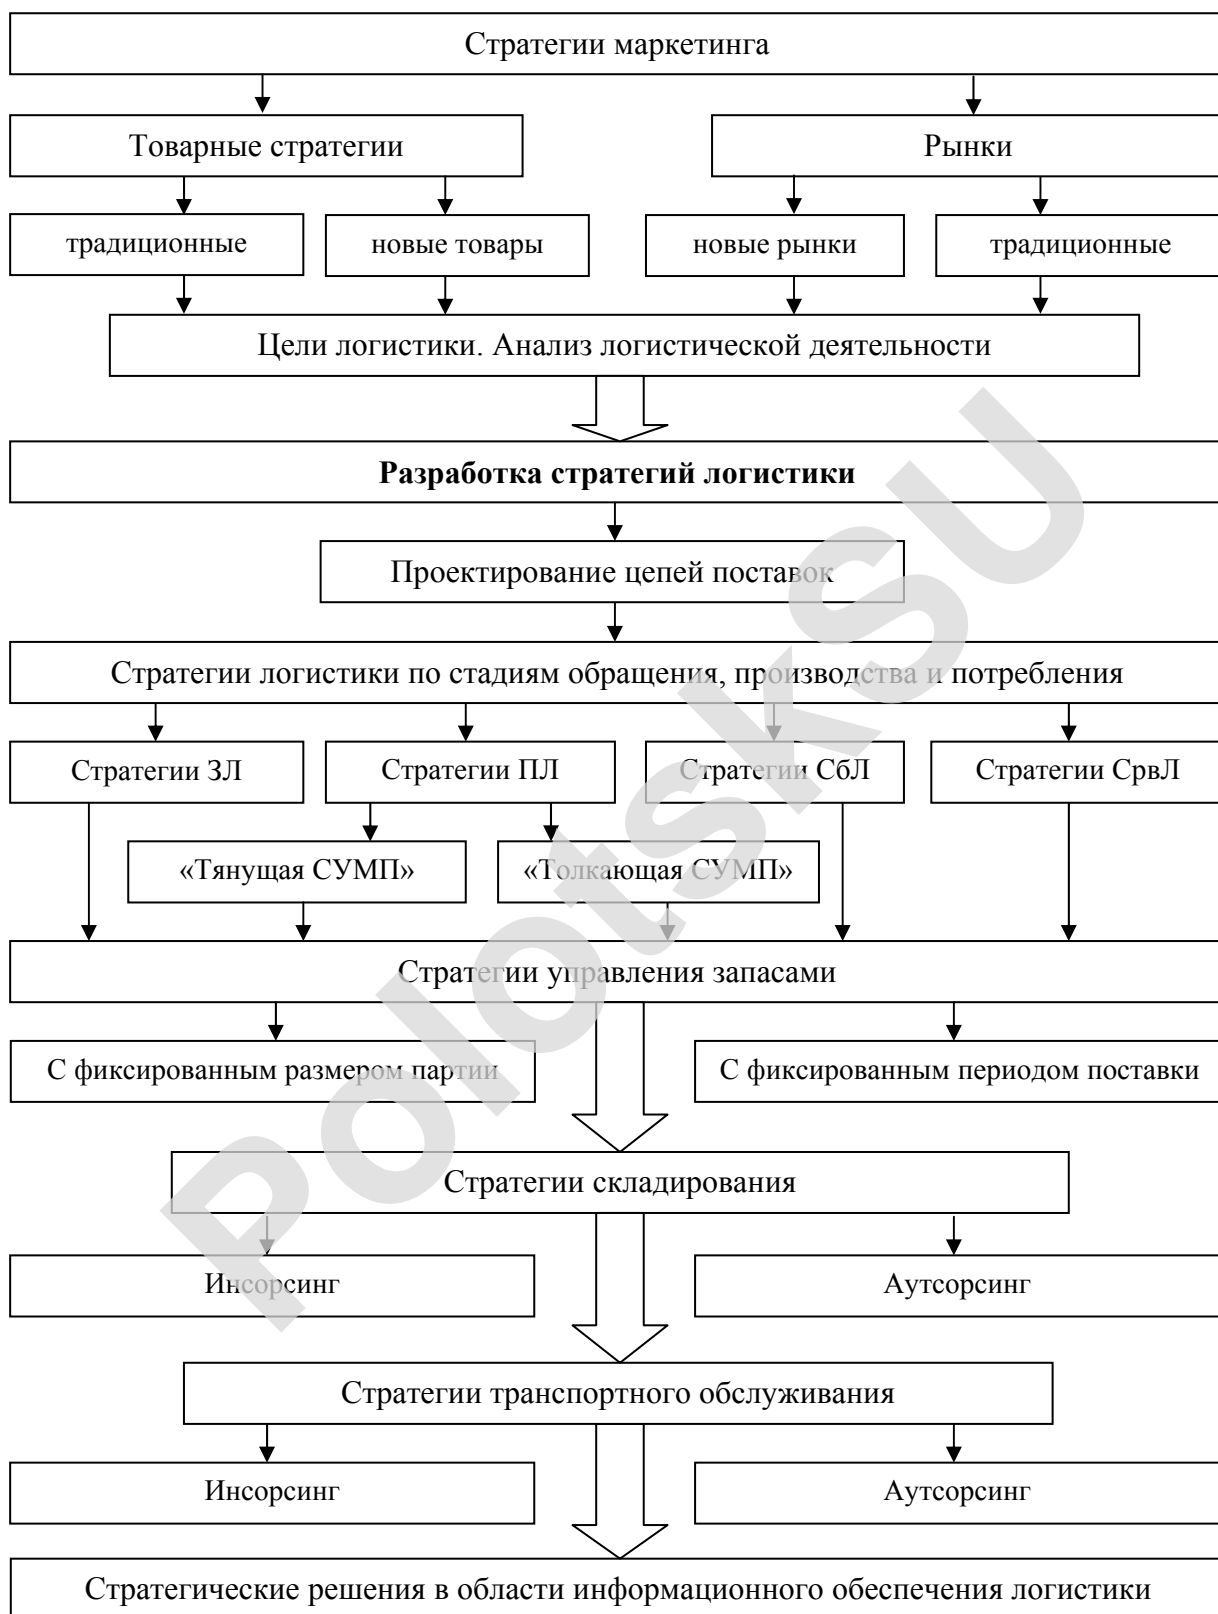 Стратегии маркетинга
Товарные стратегии
Рынки
традиционные
новые товары
новые рынки
традиционные
Цели логистики. Анализ логистической деятельности
Разработка стратегий логистики
Проектирование цепей поставок
Стратегии логистики по стадиям обращения, производства и потребления
Стратегии ЗЛ
Стратегии ПЛ
Стратегии СбЛ
Стратегии СрвЛ
«Тянущая СУМП»
«Толкающая СУМП»
Стратегии управления запасами
С фиксированным размером партии
С фиксированным периодом поставки
Стратегии складирования
Инсорсинг
Аутсорсинг
Стратегии транспортного обслуживания
Инсорсинг
Аутсорсинг
Стратегические решения в области информационного обеспечения логистики
PolotskSU